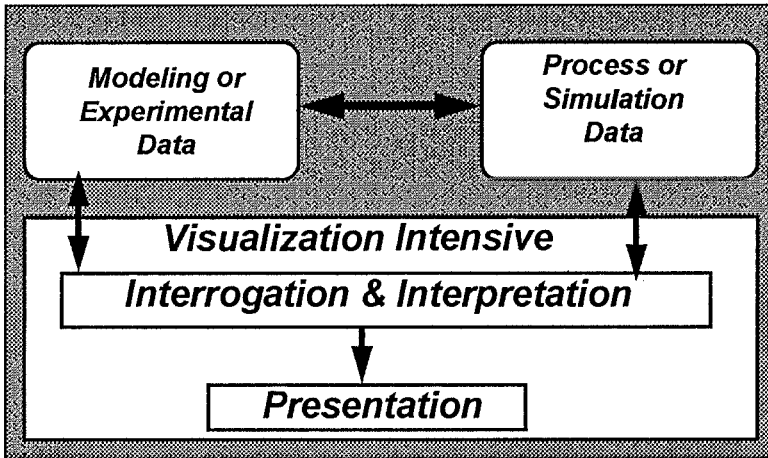 Modeling or
Experimental
Data
Process or
Simulation
Data
Visualization Intensive
Interrogation & Interpretation
Presentation